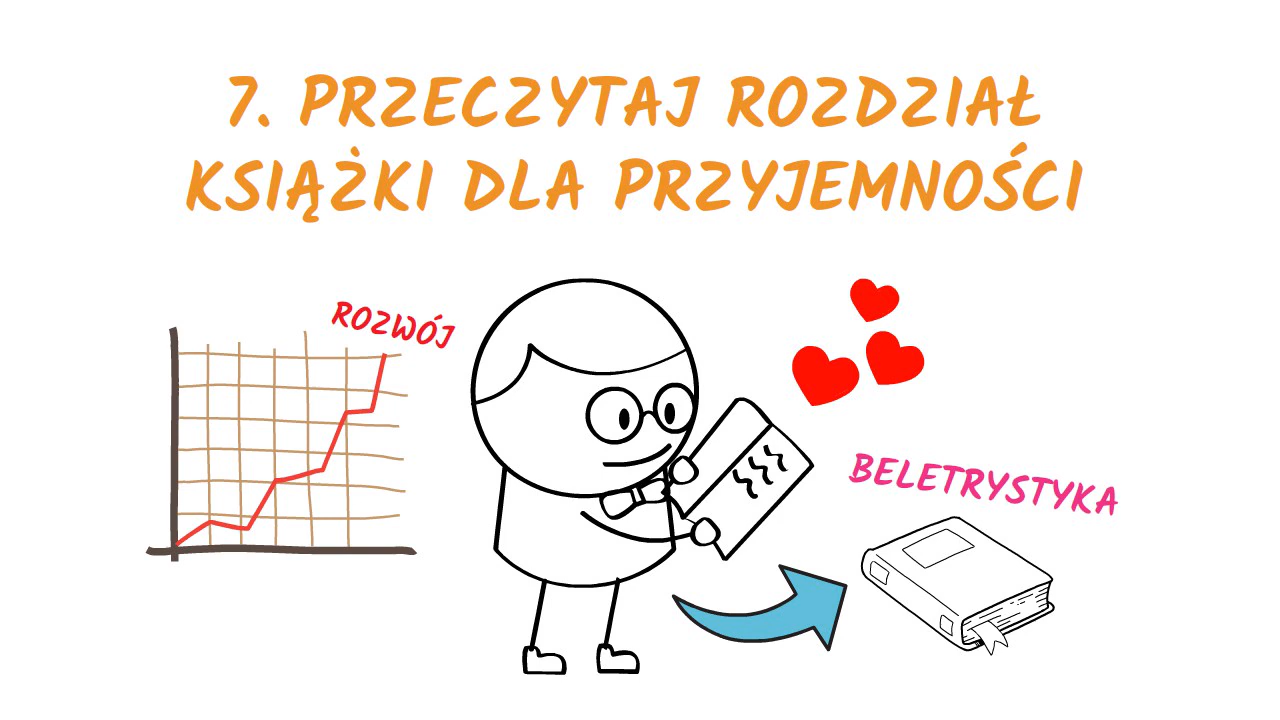 7. PRZECZYTAJ ROZDZIAŁ
KSIĄŻKI DLA PRZYJEMNOŚCI
ROZWÓJ
BELETRYSTYKA